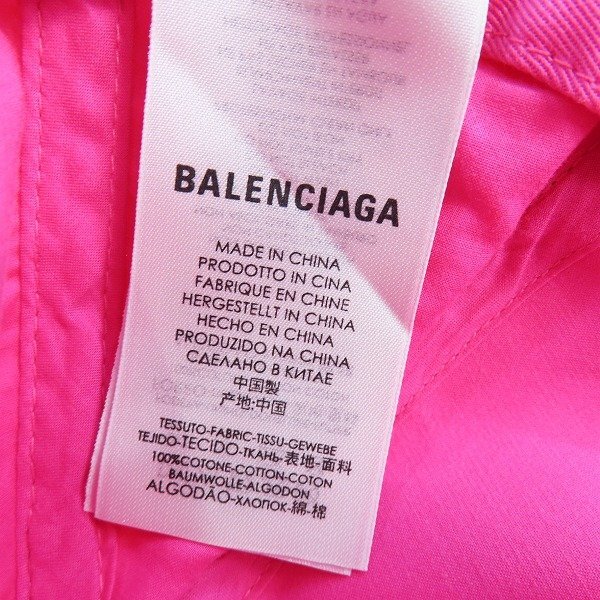 BALENCIAGA
MADE IN CHINA
PRODOTTO IN CINA
FABRIQUE EN CHINE
HERGESTELLT IN CHINA
HECHO EN CHINA
PRODUZIDO NA CHINA
СДЕЛАНО В КИТАЕ
中国製
产地:中国
TESSUTO-FABRIC-TISSU-GEWEBE
TEJIDO-TECIDO-ТКАНЬ-表地-面料
100%COTONE-COTTON-COTON
BAUMWOLLE-ALGODON
ALGODÃO-ХЛОПОК-綿-棉